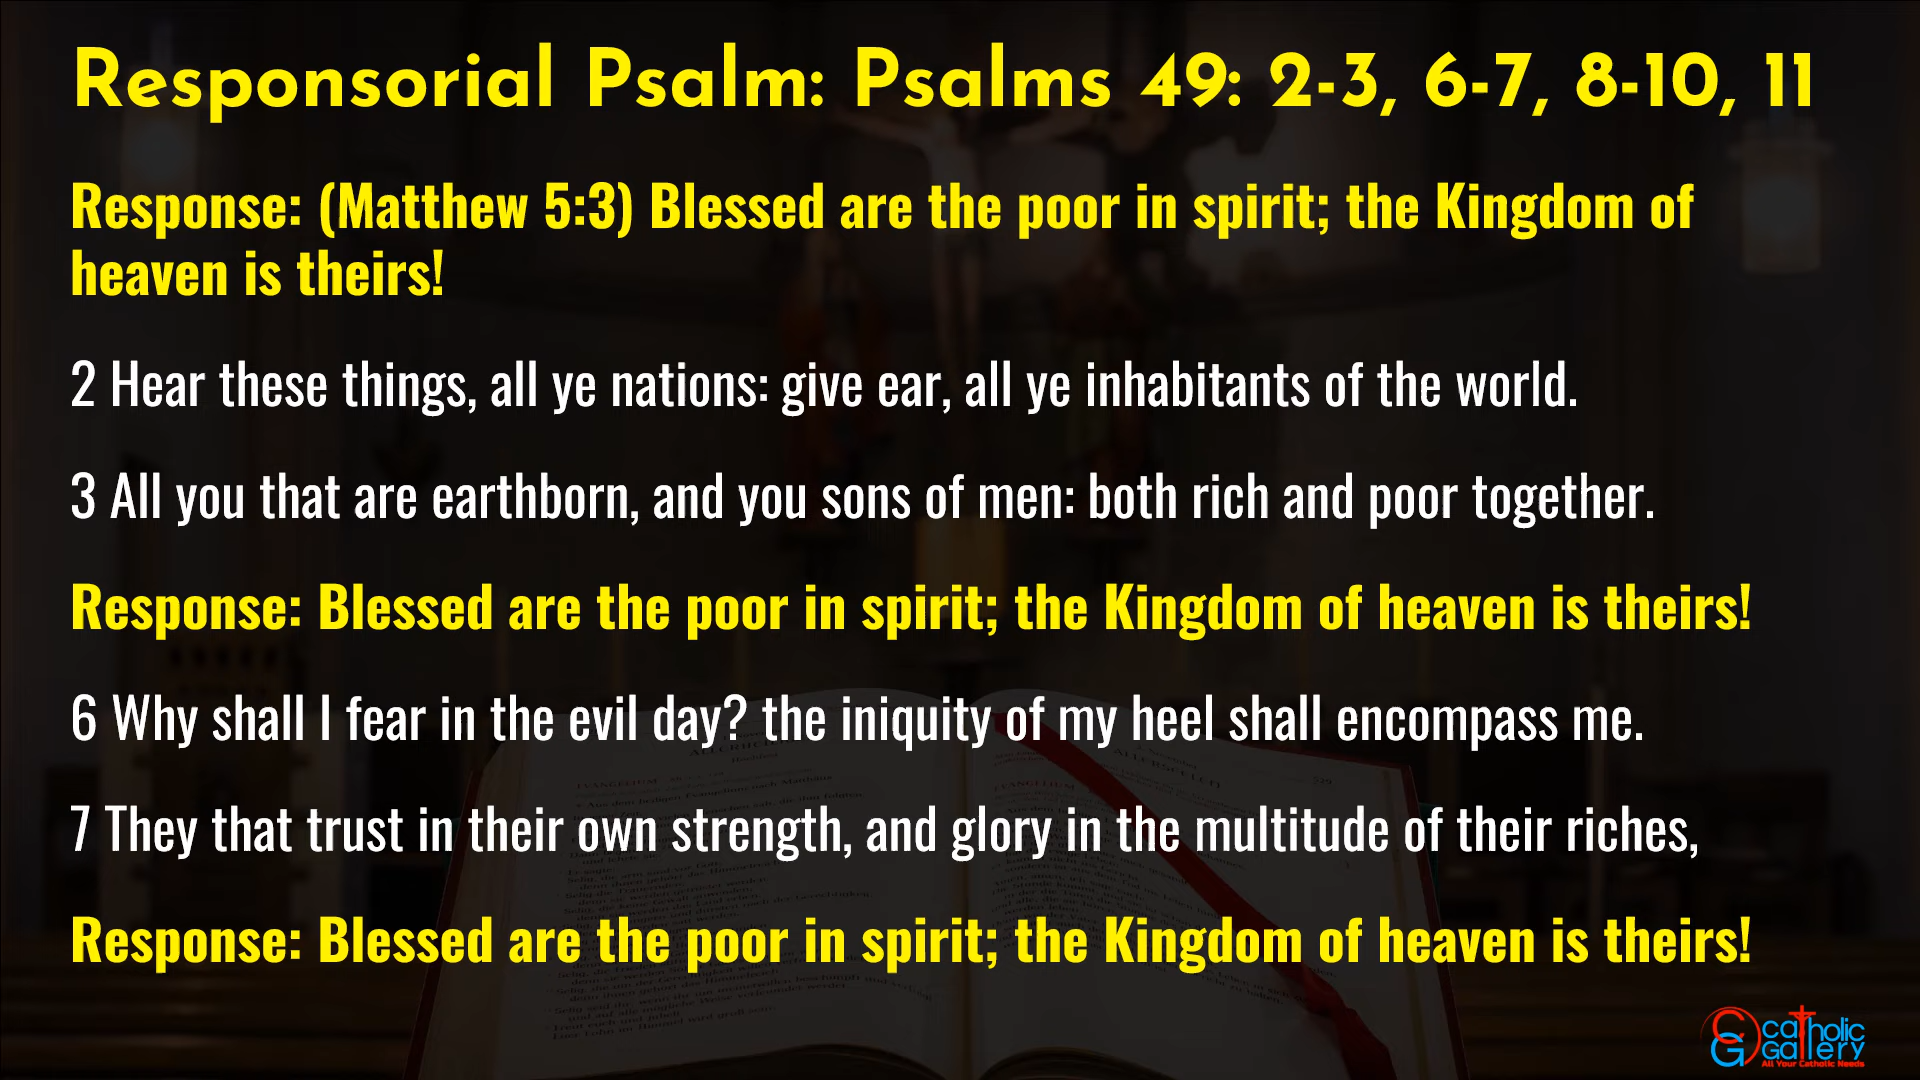 Responsorial Psalm: Psalms 49: 2-3, 6-7, 8-10, 11
Response: (Matthew 5:3) Blessed are the poor in spirit; the Kingdom of
heaven is theirs!
2 Hear these things, all ye nations: give ear, all ye inhabitants of the world.
3 All you that are earthborn, and you sons of men: both rich and poor together.
Response: Blessed are the poor in spirit; the Kingdom of heaven is theirs!
6 Why shall I fear in the evil day? the iniquity of my heel shall encompass me.
7 They that trust in their own strength, and glory in the multitude of their riches,
Response: Blessed are the poor in spirit; the Kingdom of heaven is theirs!
catholic
Gallery
All Your Catholic Needs